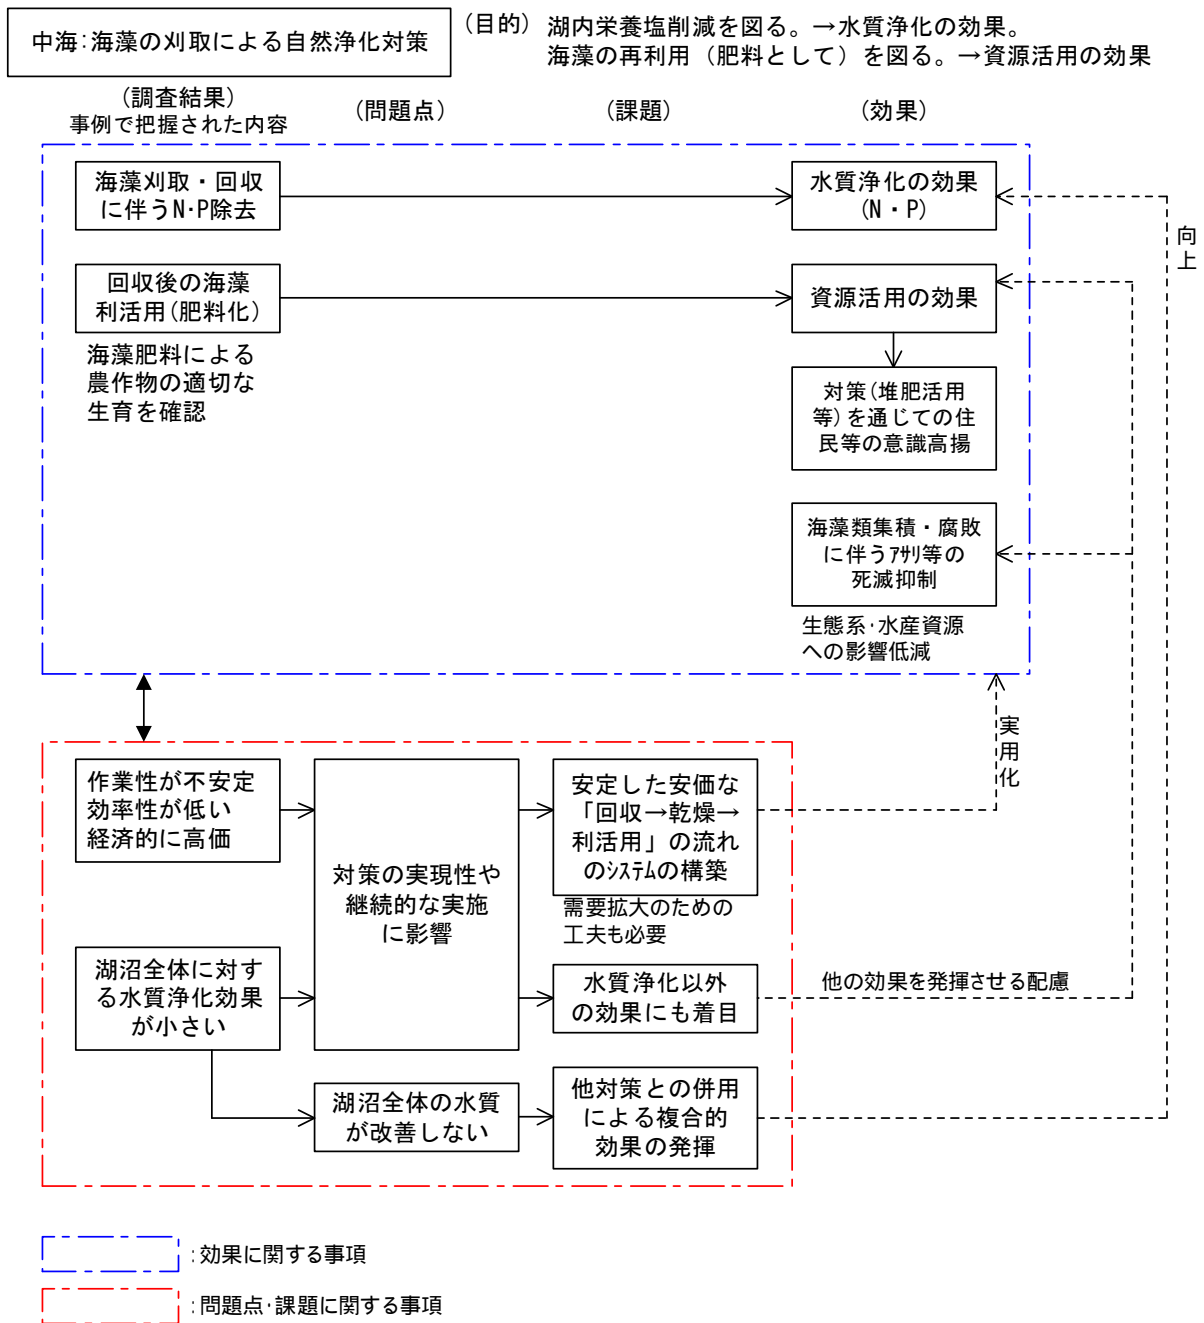 中海:海藻の刈取による自然浄化対策
(目的) 湖内栄養塩削減を図る。→水質浄化の効果。
海藻の再利用（肥料として）を図る。→資源活用の効果
(調査結果)
事例で把握された内容
(問題点)
(課題)
(効果)
海藻刈取・回収
に伴うN・P除去
水質浄化の効果
(N・P)
向上
回収後の海藻
利活用(肥料化)
資源活用の効果
海藻肥料による
農作物の適切な
生育を確認
対策(堆肥活用
等)を通じての住
民等の意識高揚
海藻類集積・腐敗
に伴うｱｻﾘ等の
死滅抑制
生態系・水産資源
への影響低減
実用化
作業性が不安定
効率性が低い
経済的に高価
対策の実現性や
継続的な実施
に影響
安定した安価な
「回収→乾燥→
利活用」の流れ
のｼｽﾃﾑの構築
需要拡大のための
工夫も必要
湖沼全体に対す
る水質浄化効果
が小さい
水質浄化以外
の効果にも着目
他の効果を発揮させる配慮
湖沼全体の水質
が改善しない
他対策との併用
による複合的
効果の発揮
:効果に関する事項
:問題点・課題に関する事項